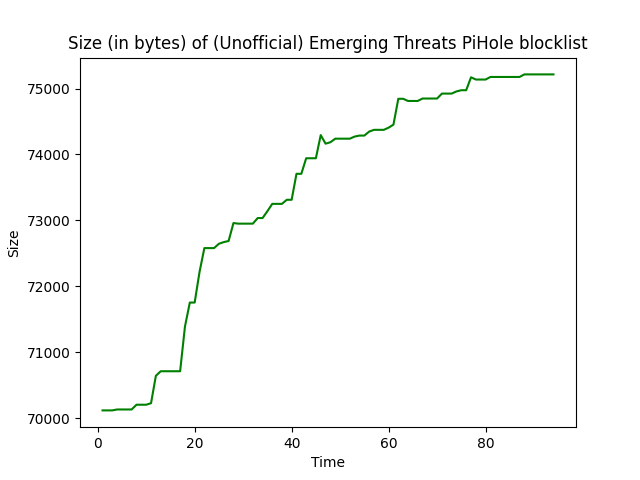 Size (in bytes) of (Unofficial) Emerging Threats PiHole blocklist
75000
74000
73000
72000
71000
70000
Size
0 20 40 60 80
Time